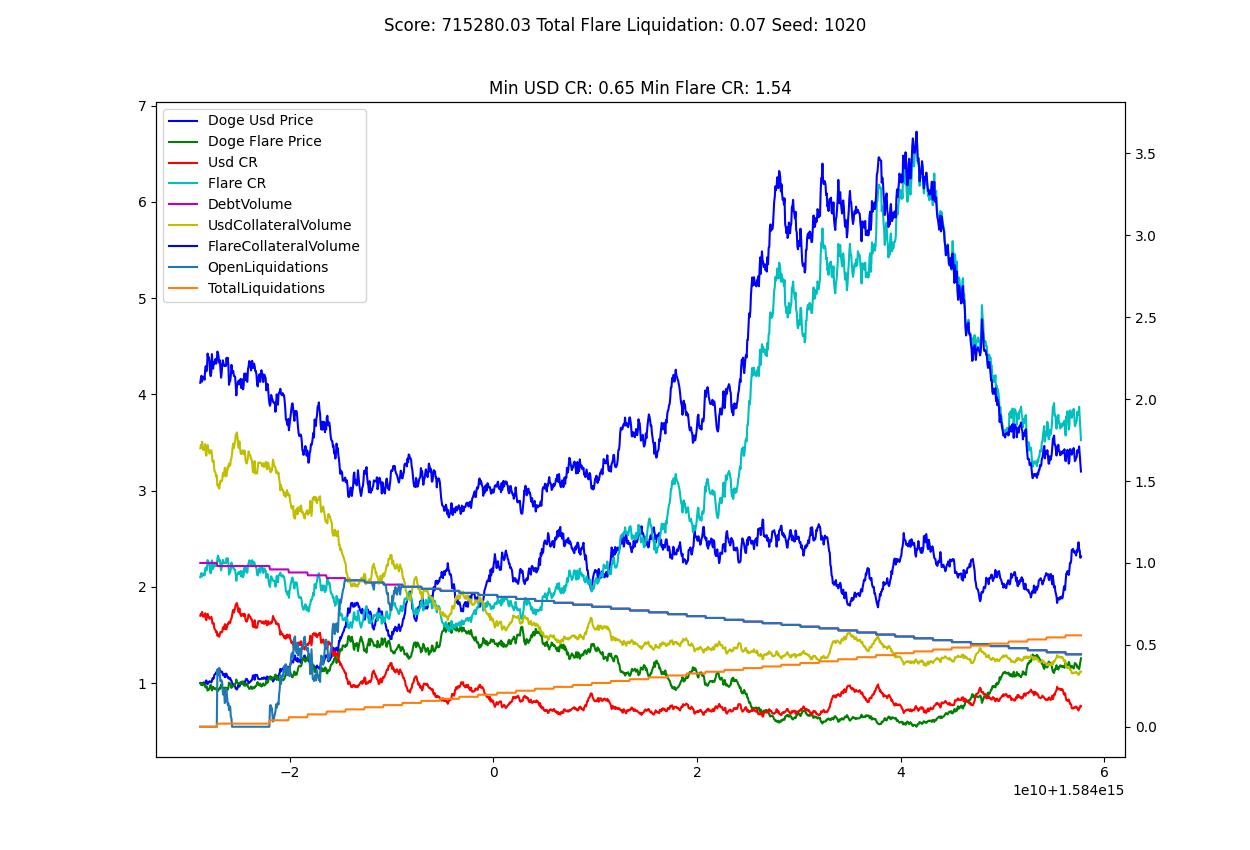 Score: 715280.03 Total Flare Liquidation: 0.07 Seed: 1020
Min USD CR: 0.65 Min Flare CR: 1.54
Doge Usd Price
Doge Flare Price
Usd CR
Flare CR
DebtVolume
UsdCollateralVolume
FlareCollateralVolume
OpenLiquidations
TotalLiquidations
7
6
5
4
3
2
1
3.5
3.0
2.5
2.0
1.5
1.0
0.5
0.0
−2 0 2 4 6
1e10+1.584e15